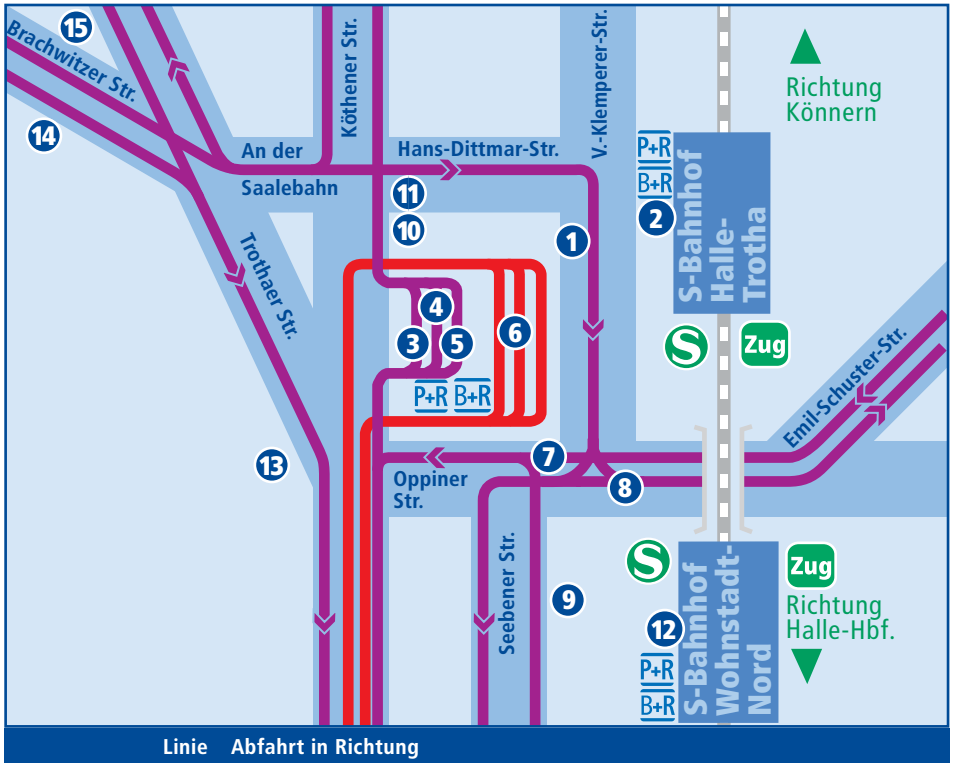 15
Brachwitzer Str.
14
Köthener Str.
An der
Saalebahn
Hans-Dittmar-Str.
V.-Klemperer-Str.
11
10
1
P+R
B+R
2
S-Bahnhof
Halle-
Trotha
Richtung
Könnern
Trothaer Str.
3
4
5
6
P+R B+R
S
Zug
Emil-Schuster-Str.
13
7
8
Oppiner
Str.
Seebener Str.
9
S
12
P+R
B+R
S-Bahnhof
Wohnstadt-
Nord
Zug
Richtung
Halle-Hbf.
Linie Abfahrt in Richtung